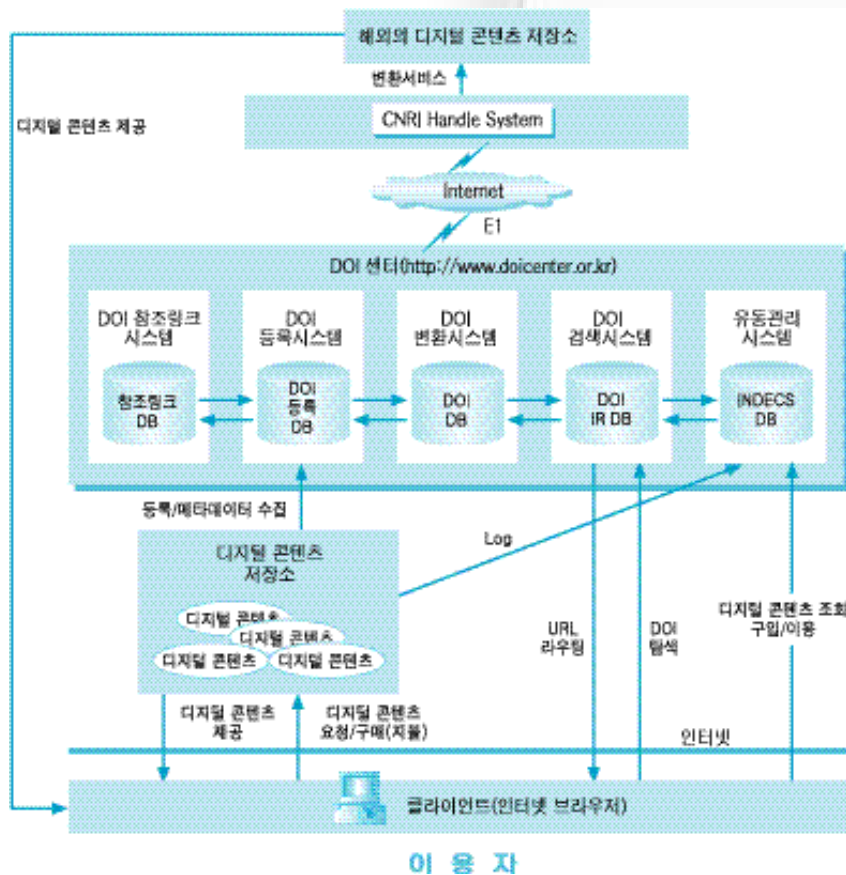 해외의 디지털 콘텐츠 저장소
변환서비스
CNRI Handle System
디지털 콘텐츠 제공
Internet
E1
DOI 센터(http://www.doicenter.or.kr)
DOI 참조링크
시스템
DOI
등록시스템
DOI
변환시스템
DOI
검색시스템
유동관리
시스템
참조링크
DB
DOI
등록
DB
DOI
DB
DOI
IR DB
INDECS
DB
등록/메타데이터 수집
디지털 콘텐츠
저장소
디지털 콘텐츠
디지털 콘텐츠
디지털 콘텐츠
디지털 콘텐츠
Log
URL
라우팅
DOI
탐색
디지털 콘텐츠 조회
구입/이용
디지털 콘텐츠
제공
디지털 콘텐츠
요청/구매(지불)
인터넷
클라이언트(인터넷 브라우저)
이 용 자